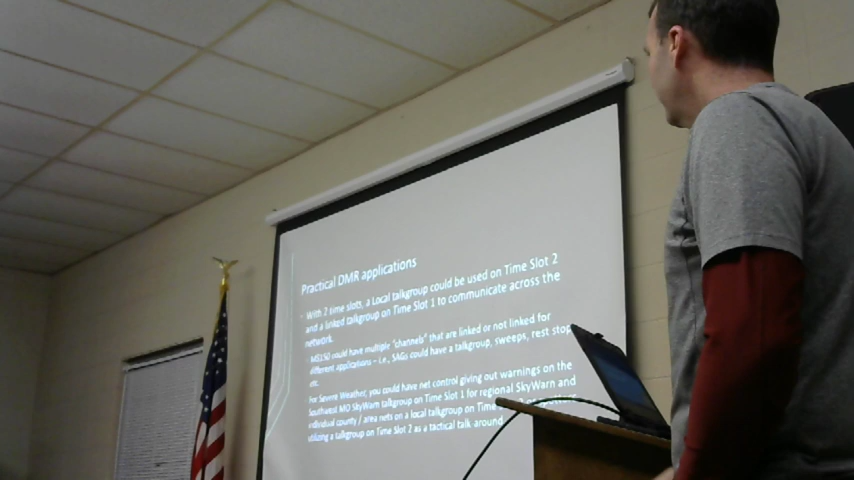 Practical DMR applications
With 2 time slots, a Local talkgroup could be used on Time Slot 2
and a linked talkgroup on Time Slot 1 to communicate across the
network.
MS150 could have multiple "channels" that are linked or not linked for
different applications – i.e., SAGs could have a talkgroup, sweeps, rest stop
etc.
For Severe Weather, you could have net control giving out warnings on the
Southwest MO SkyWarn talkgroup on Time Slot 1 for regional SkyWarn and
individual county / area nets on a local talkgroup on Time
utilizing a talkgroup on Time Slot 2 as a tactical talk around